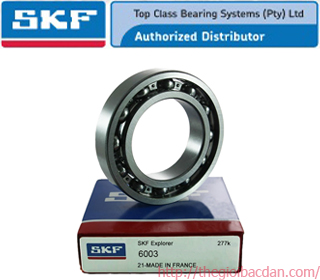 SKF
Top Class Bearing Systems (Pty) Ltd
Authorized Distributor
SKF
SKF Explorer
277k
6003
21-MADE IN FRANCE
http://thegioibacdan.com/